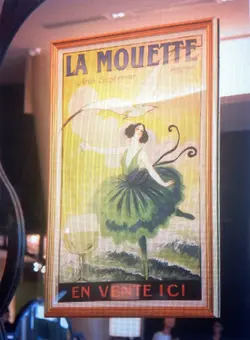 LA MOUETTE
EN VENTE ICI